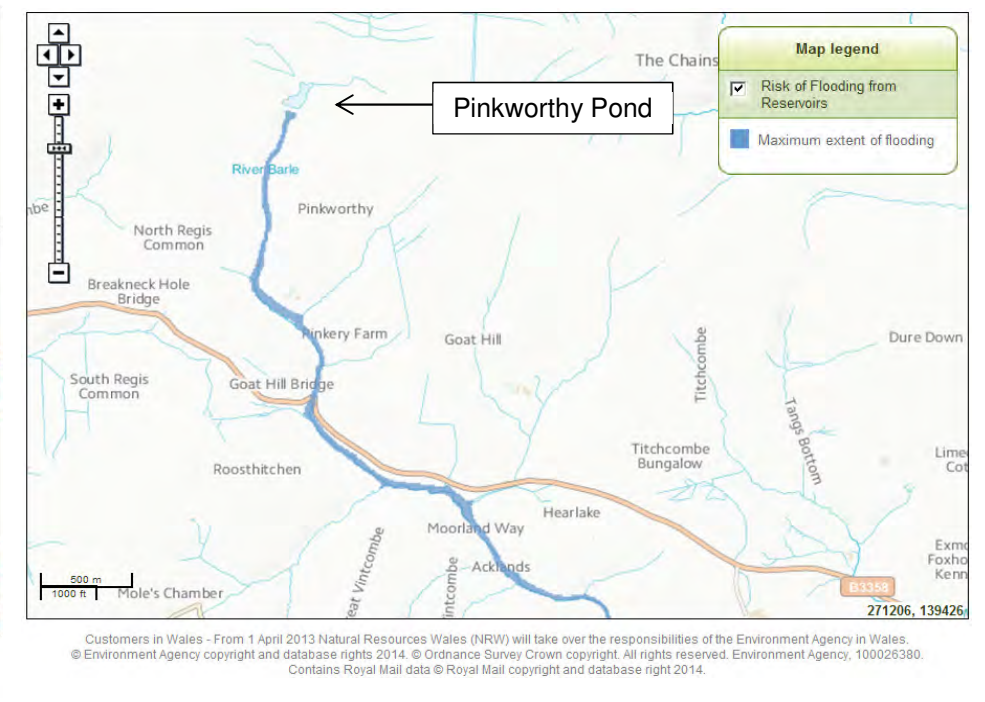 The Chains
Map legend
Risk of Flooding from
Reservoirs
Maximum extent of flooding
Pinkworthy Pond
River Barle
Pinkworthy
North Regis
Common
Breakneck Hole
Bridge
Pinkery Farm
Goat Hill
Dure Down
Titchcombe
South Regis
Common
Goat Hill Bridge
Tangs Bottom
Titchcombe
Bungalow
Roosthitchen
Hearlake
Moorland Way
Acklands
Mole's Chamber
500 m
1000 ft
B3358
271206, 139426
Customers in Wales - From 1 April 2013 Natural Resources Wales (NRW) will take over the responsibilities of the Environment Agency in Wales.
© Environment Agency copyright and database rights 2014. © Ordnance Survey Crown copyright. All rights reserved. Environment Agency, 100026380.
Contains Royal Mail data © Royal Mail copyright and database right 2014.